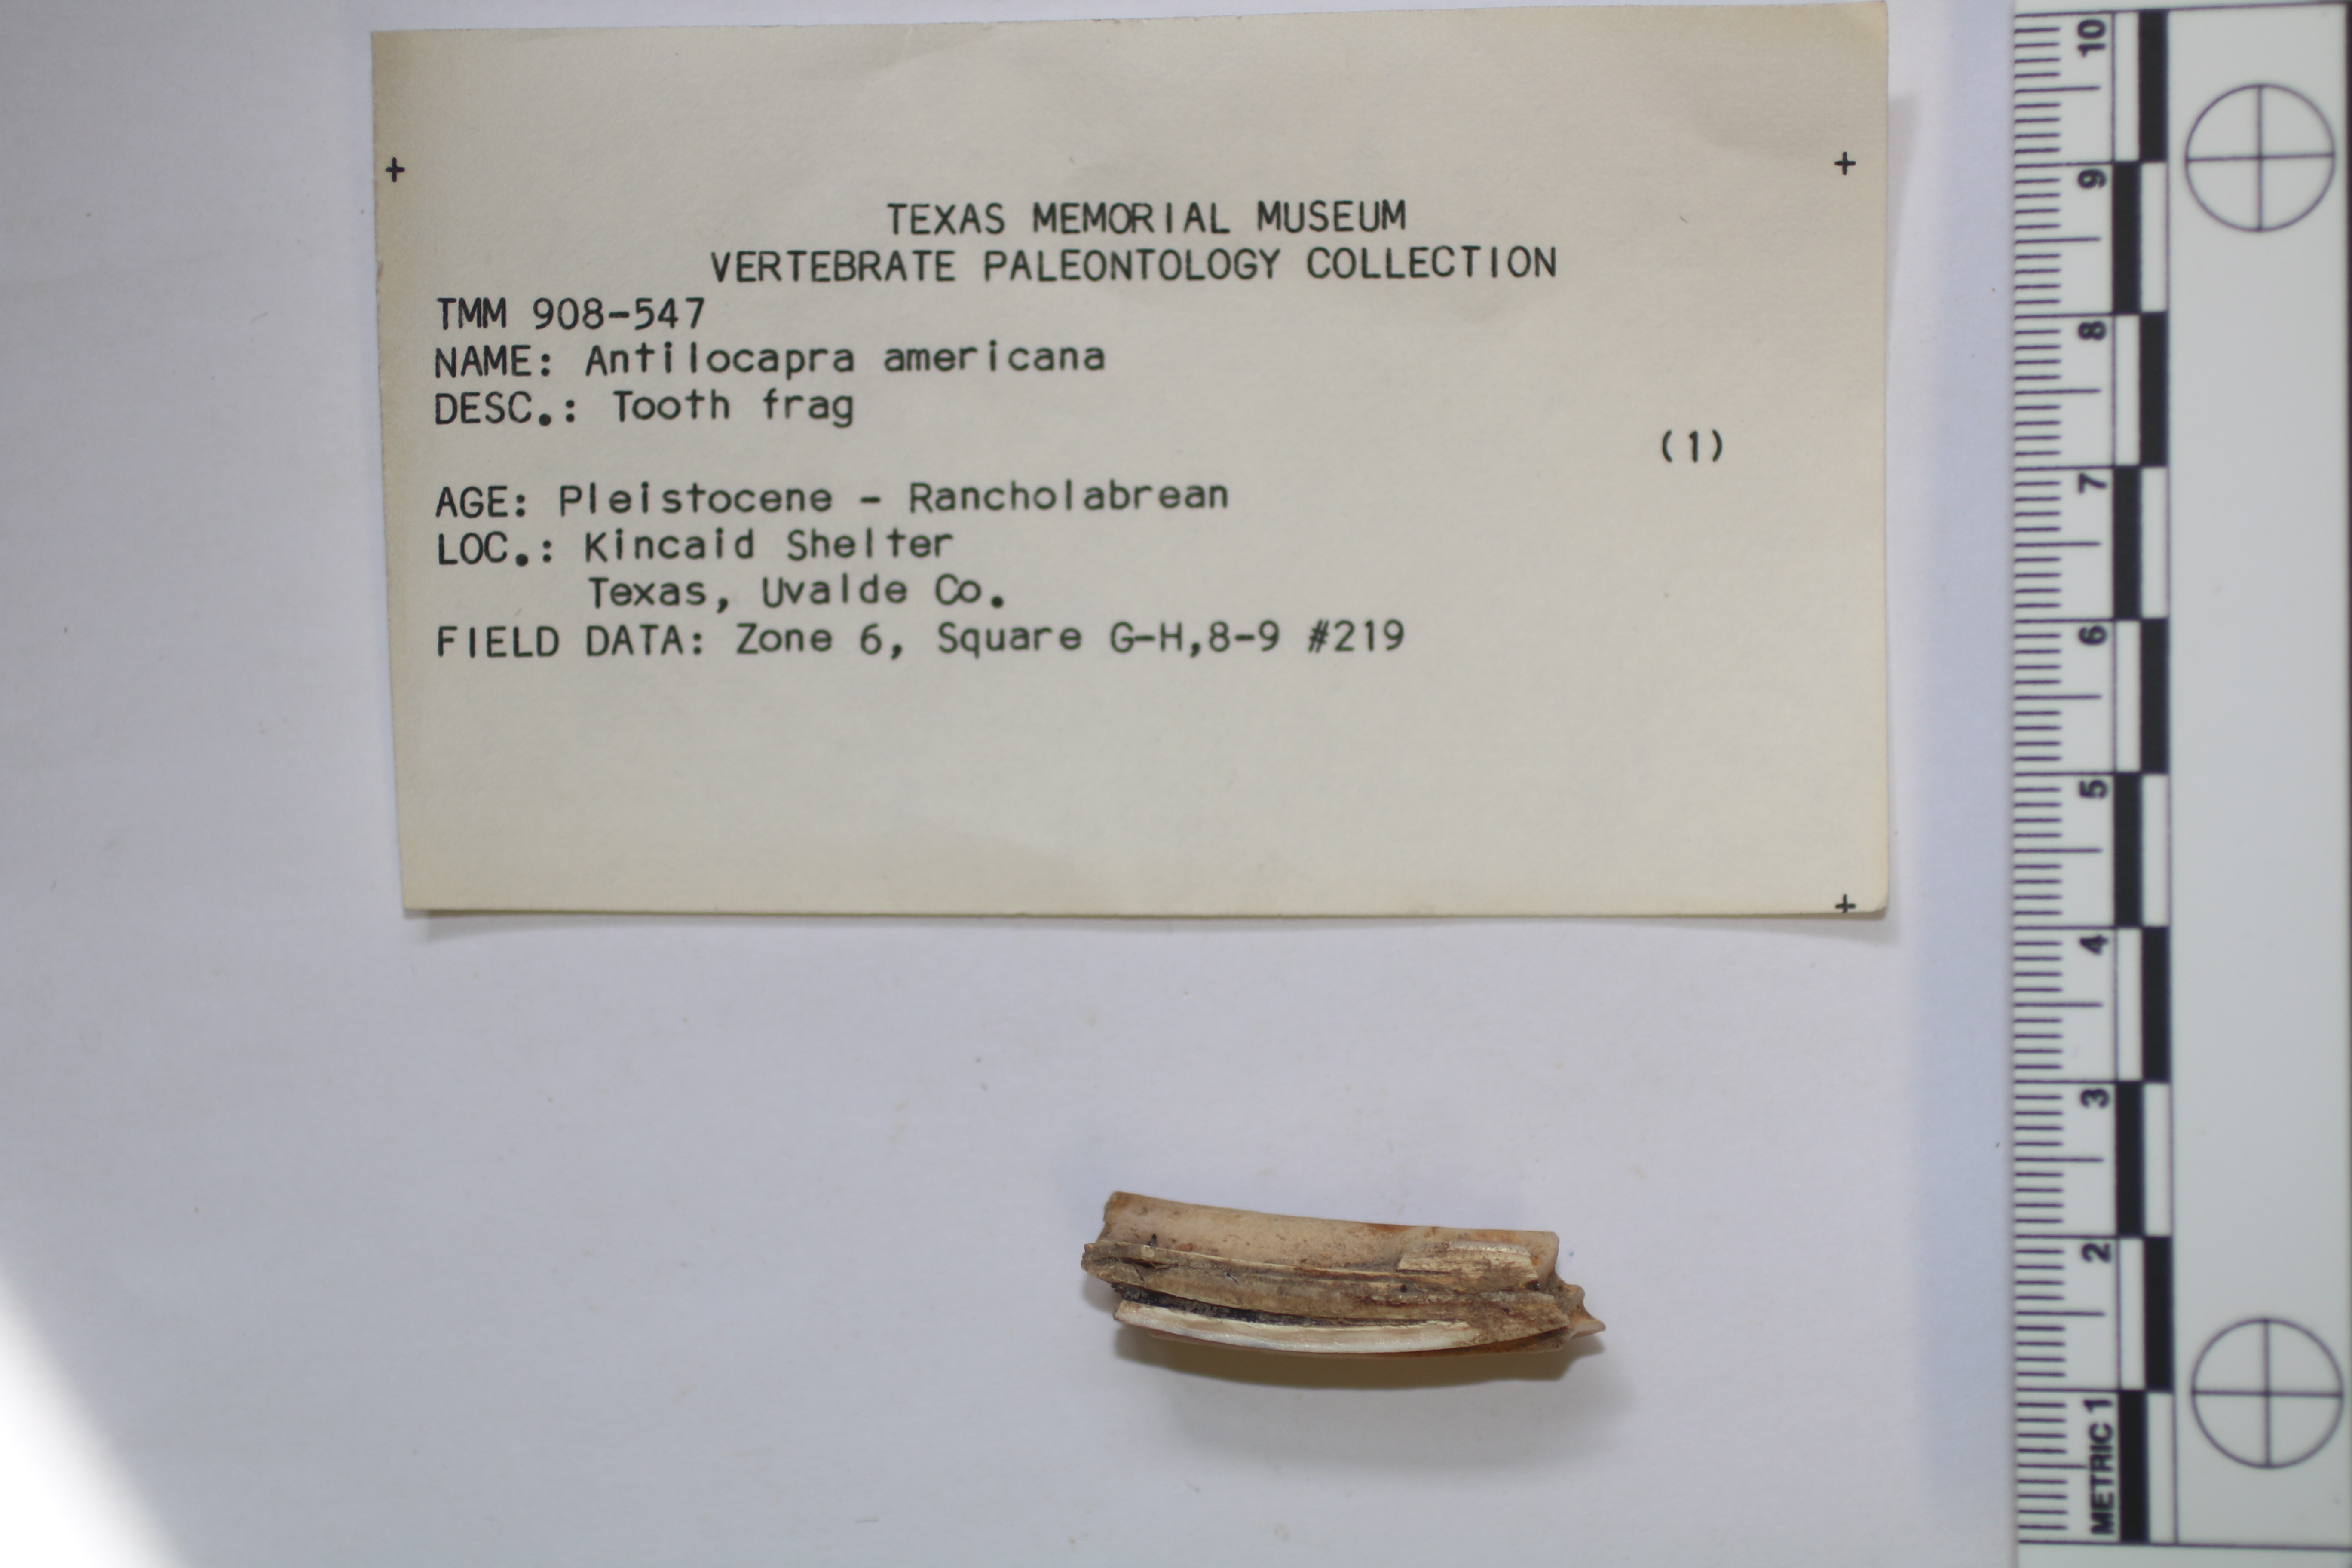 TEXAS MEMORIAL MUSEUM
VERTEBRATE PALEONTOLOGY COLLECTION
TMM 908-547
NAME: Antilocapra americana
DESC.: Tooth frag
(1)
AGE: Pleistocene - Rancholabrean
LOC.: Kincaid Shelter
Texas, Uvalde Co.
FIELD DATA: Zone 6, Square G-H,8-9 #219
METRIC 1 2 3 4 5 6 7 8 9 10